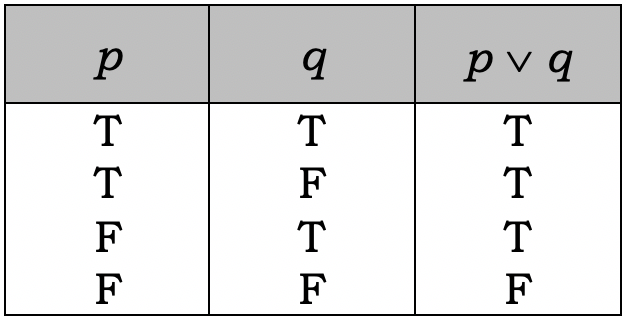 p q p ∨ q
T T T
T F T
F T T
F F F